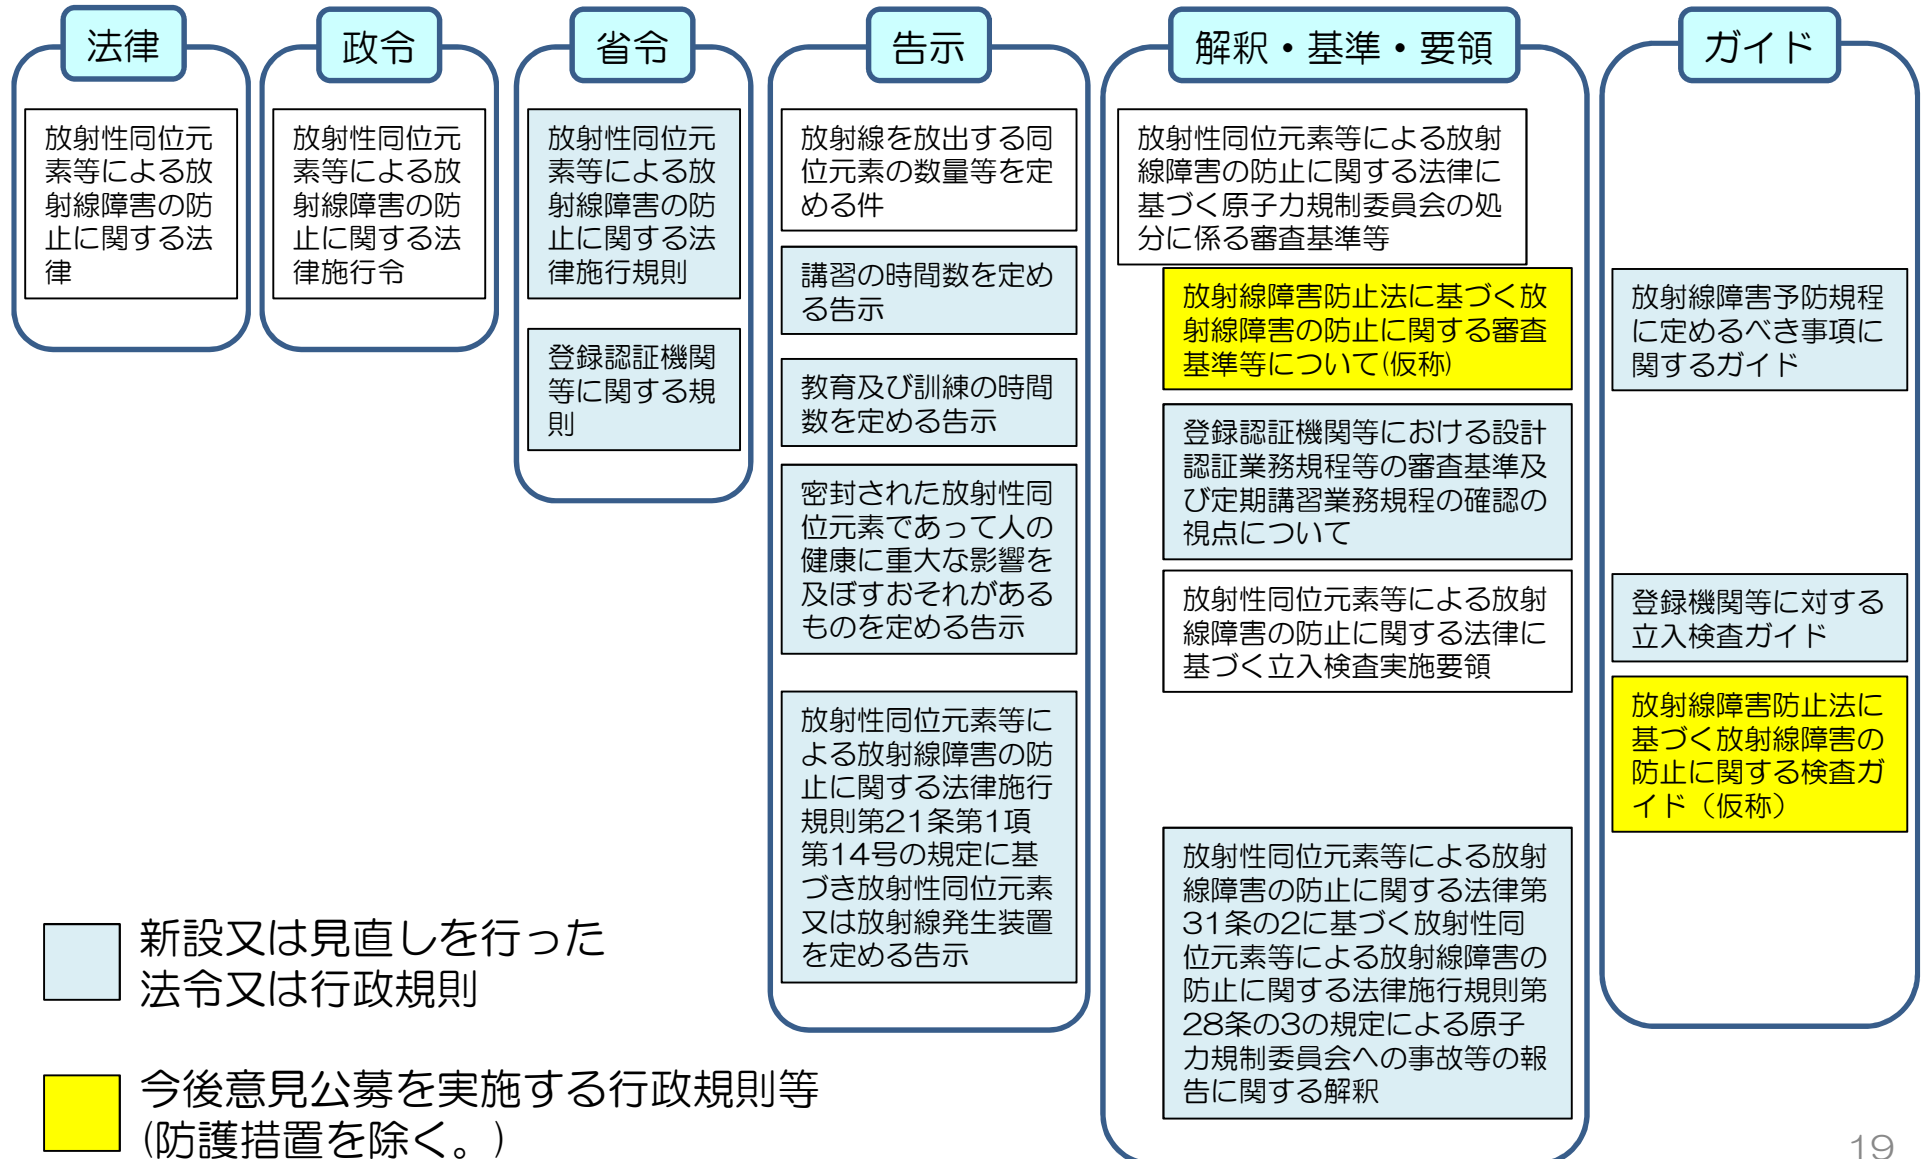 法律
放射性同位元
素等による放
射線障害の防
止に関する法
律
政令
放射性同位元
素等による放
射線障害の防
止に関する法
律施行令
省令
放射性同位元
素等による放
射線障害の防
止に関する法
律施行規則
登録認証機関
等に関する規
則
告示
放射線を放出する同
位元素の数量等を定
める件
講習の時間数を定め
る告示
教育及び訓練の時間
数を定める告示
密封された放射性同
位元素であって人の
健康に重大な影響を
及ぼすおそれがある
ものを定める告示
放射性同位元素等に
よる放射線障害の防
止に関する法律施行
規則第21条第1項
第14号の規定に基
づき放射性同位元素
又は放射線発生装置
を定める告示
解釈・基準・要領
放射性同位元素等による放射
線障害の防止に関する法律に
基づく原子力規制委員会の処
分に係る審査基準等
放射線障害防止法に基づく放
射線障害の防止に関する審査
基準等について(仮称)
登録認証機関等における設計
認証業務規程等の審査基準及
び定期講習業務規程の確認の
視点について
放射性同位元素等による放射
線障害の防止に関する法律に
基づく立入検査実施要領
放射性同位元素等による放射
線障害の防止に関する法律第
31条の2に基づく放射性同
位元素等による放射線障害の
防止に関する法律施行規則第
28条の3の規定による原子
力規制委員会への事故等の報
告に関する解釈
ガイド
放射線障害予防規程
に定めるべき事項に
関するガイド
登録機関等に対する
立入検査ガイド
放射線障害防止法に
基づく放射線障害の
防止に関する検査ガ
イド（仮称）
新設又は見直しを行った
法令又は行政規則
今後意見公募を実施する行政規則等
(防護措置を除く。)
19